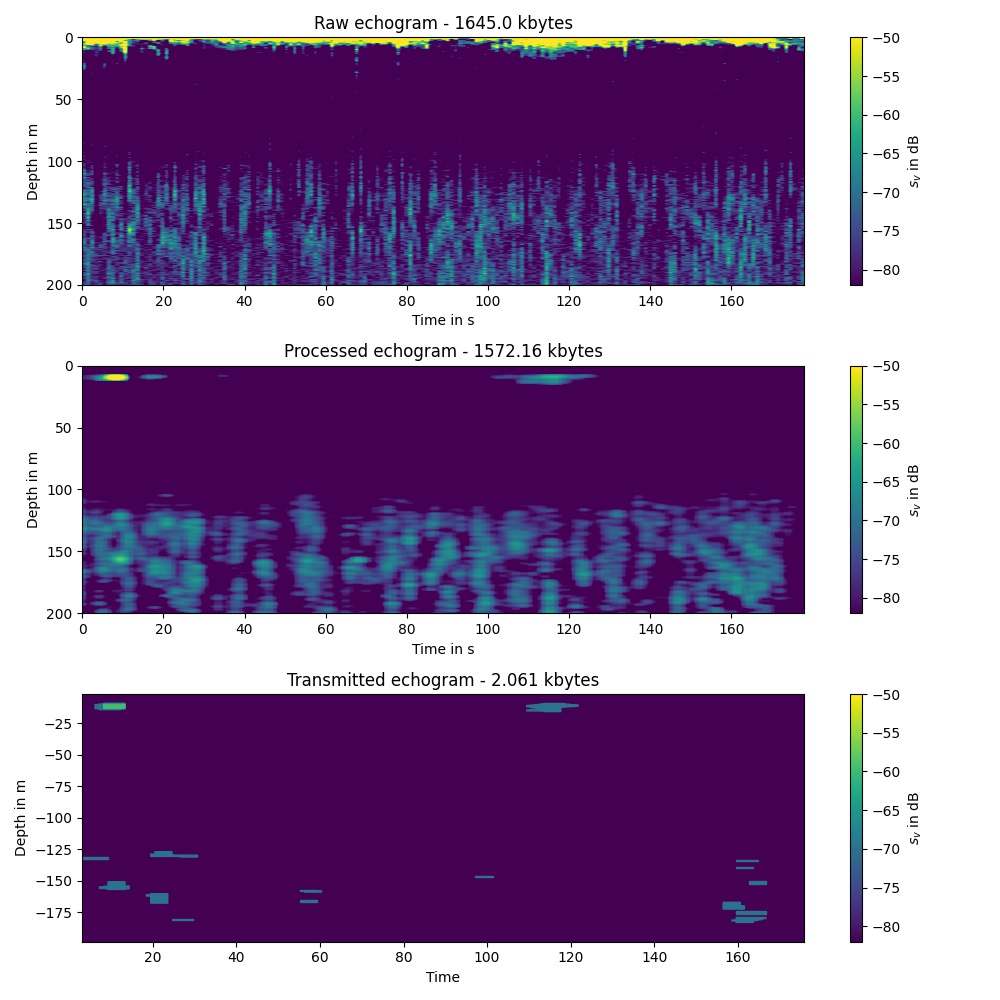 Raw echogram - 1645.0 kbytes
0
50
100
150
200
Depth in m
0 20 40 60 80 100 120 140 160
Time in s
−50
−55
−60
−65
−70
−75
−80
sv in dB
Processed echogram - 1572.16 kbytes
0
50
100
150
200
Depth in m
0 20 40 60 80 100 120 140 160
Time in s
−50
−55
−60
−65
−70
−75
−80
sv in dB
Transmitted echogram - 2.061 kbytes
−25
−50
−75
−100
−125
−150
−175
Depth in m
20 40 60 80 100 120 140 160
Time
−50
−55
−60
−65
−70
−75
−80
sv in dB